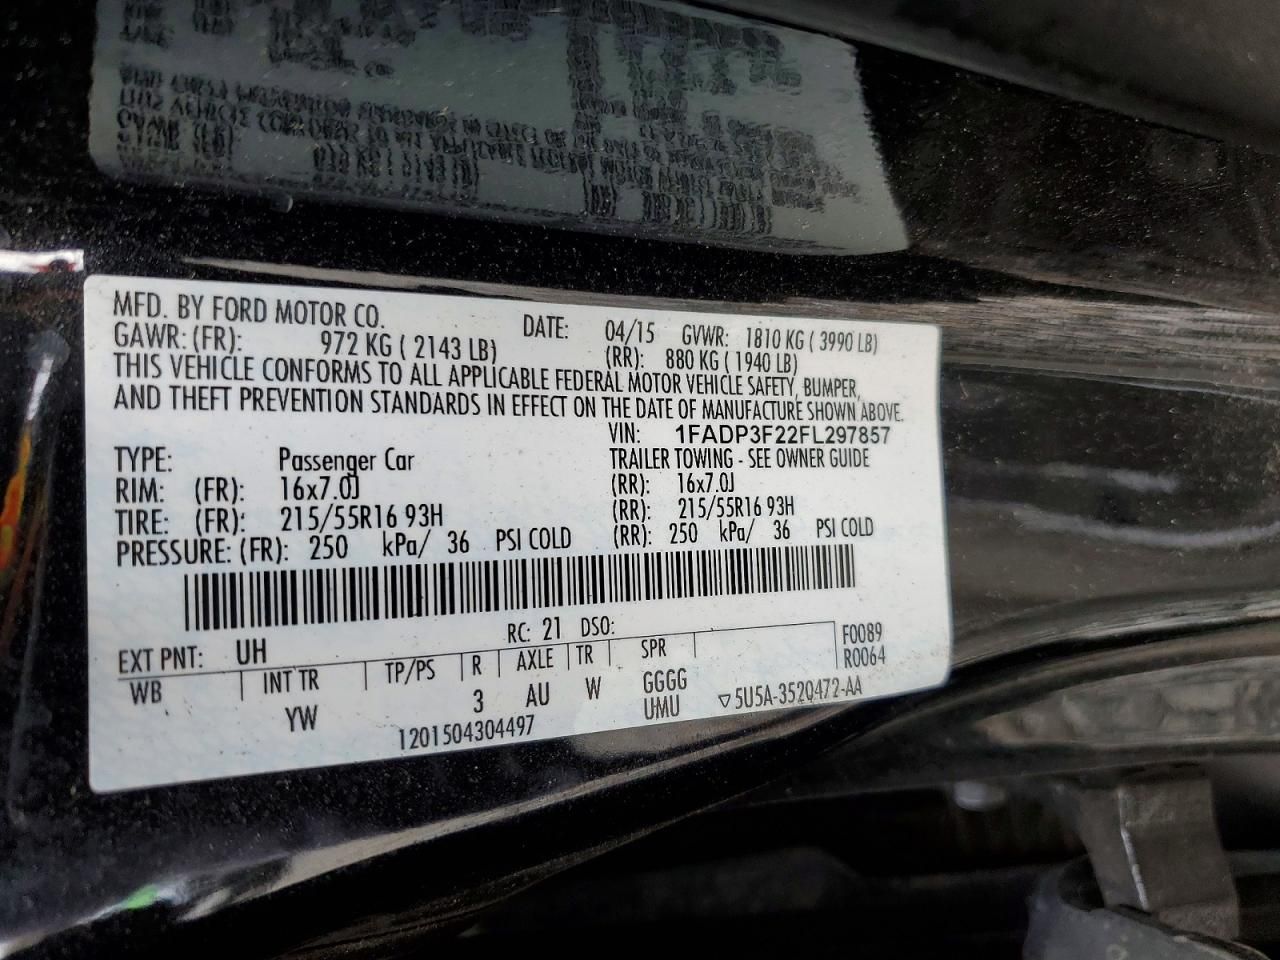 MFD. BY FORD MOTOR CO. DATE: 04/15 GVWR: 1810 KG ( 3990 LB)
GAWR: (FR): 972 KG ( 2143 LB) (RR): 880 KG ( 1940 LB)
THIS VEHICLE CONFORMS TO ALL APPLICABLE FEDERAL MOTOR VEHICLE SAFETY, BUMPER,
AND THEFT PREVENTION STANDARDS IN EFFECT ON THE DATE OF MANUFACTURE SHOWN ABOVE.
VIN: 1FADP3F22FL297857
TYPE: Passenger Car TRAILER TOWING - SEE OWNER GUIDE
RIM: (FR): 16x7.0J (RR): 16x7.0J
TIRE: (FR): 215/55R16 93H (RR): 215/55R16 93H
PRESSURE: (FR): 250 kPa/ 36 PSI COLD (RR): 250 kPa/ 36 PSI COLD
RC: 21 DSO: F0089
EXT PNT: UH R0064
WB INT TR TP/PS R AXLE TR SPR
YW 3 AU W GGGG ▽5U5A-3520472-AA
UMU
1201504304497